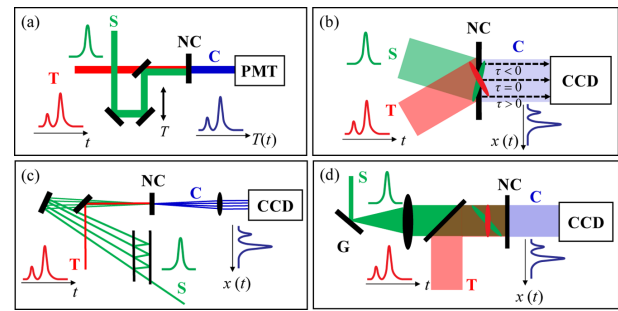 (a)
S
NC
C
T
PMT
T
t
T(t)
(b)
NC
C
S
τ < 0
τ = 0
τ > 0
CCD
T
t
x (t)
(c)
NC
C
CCD
T
t
S
x (t)
(d)
S
NC
C
G
CCD
T
t
x (t)